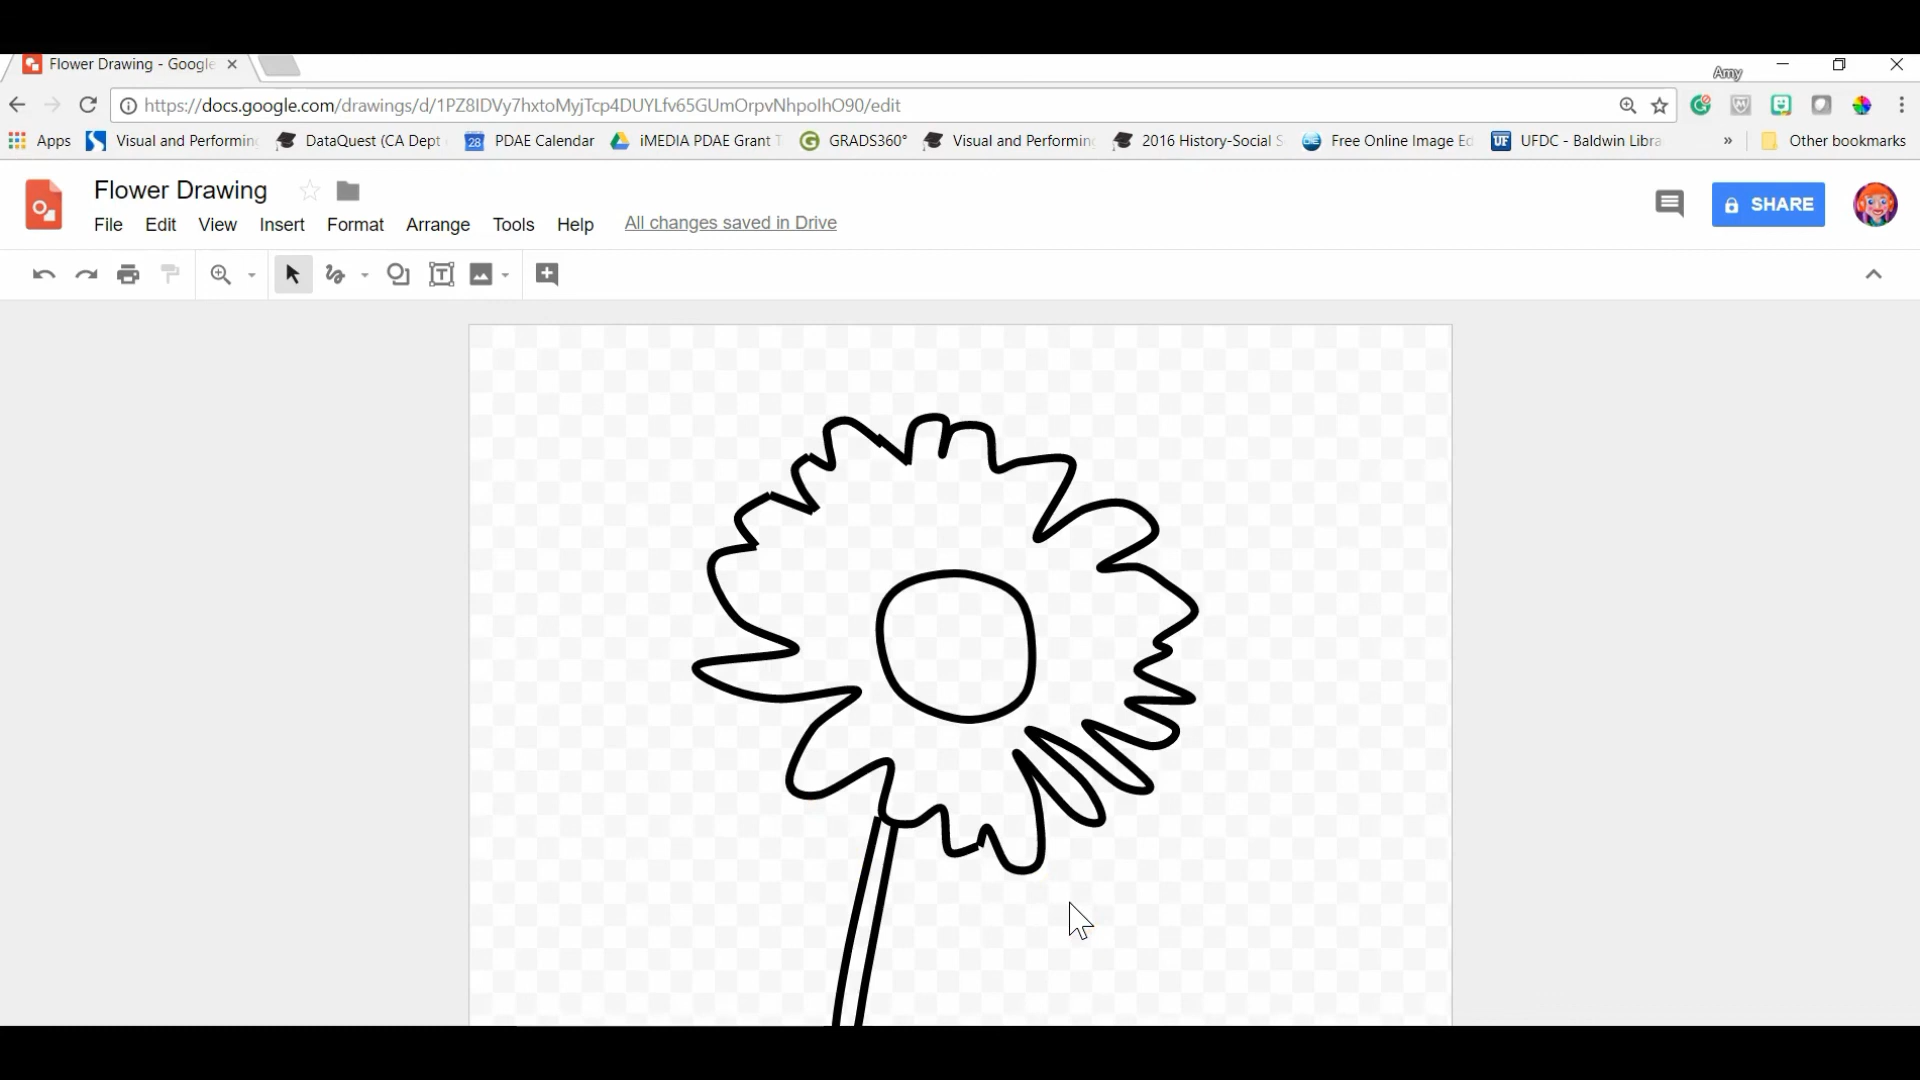 Flower Drawing - Google
Amy
https://docs.google.com/drawings/d/1PZ8IDVy7hxtoMyjTcp4DUYLfv65GUmOrpvNhpoIhO90/edit
Apps Visual and Performin DataQuest (CA Dept 28 PDAE Calendar iMEDIA PDAE Grant T GRADS360° Visual and Performin 2016 History-Social S Free Online Image Ed UF UFDC - Baldwin Libra » Other bookmarks
Flower Drawing
File Edit View Insert Format Arrange Tools Help All changes saved in Drive
SHARE